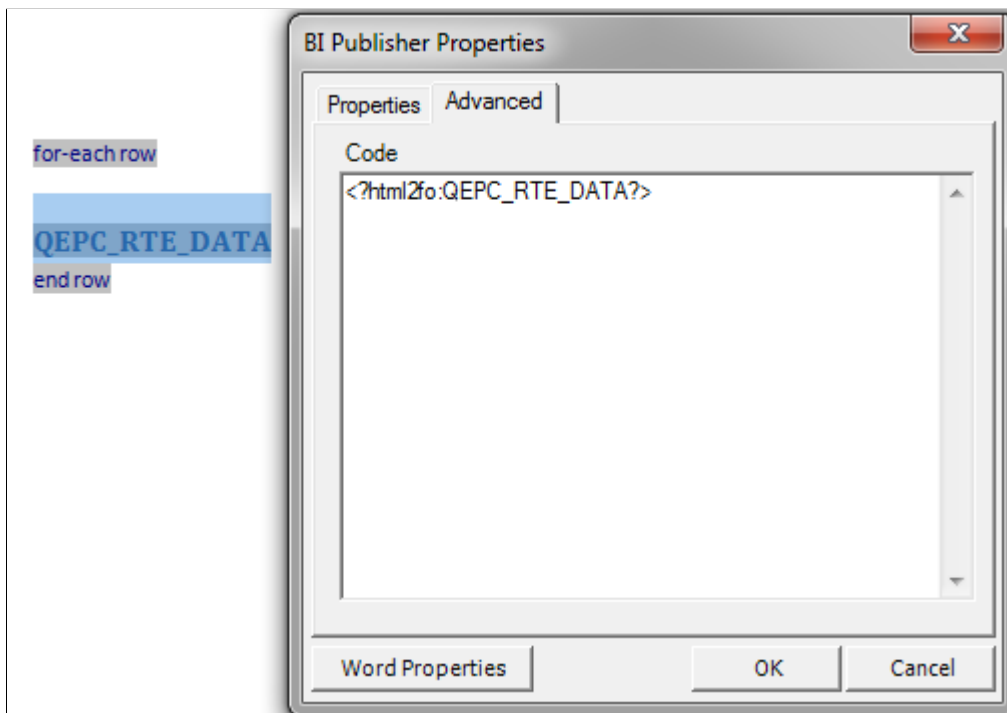 BI Publisher Properties
Properties
Advanced
for-each row
Code
<?html2fo:QEPC_RTE_DATA?>
QEPC_RTE_DATA
end row
Word Properties
OK
Cancel